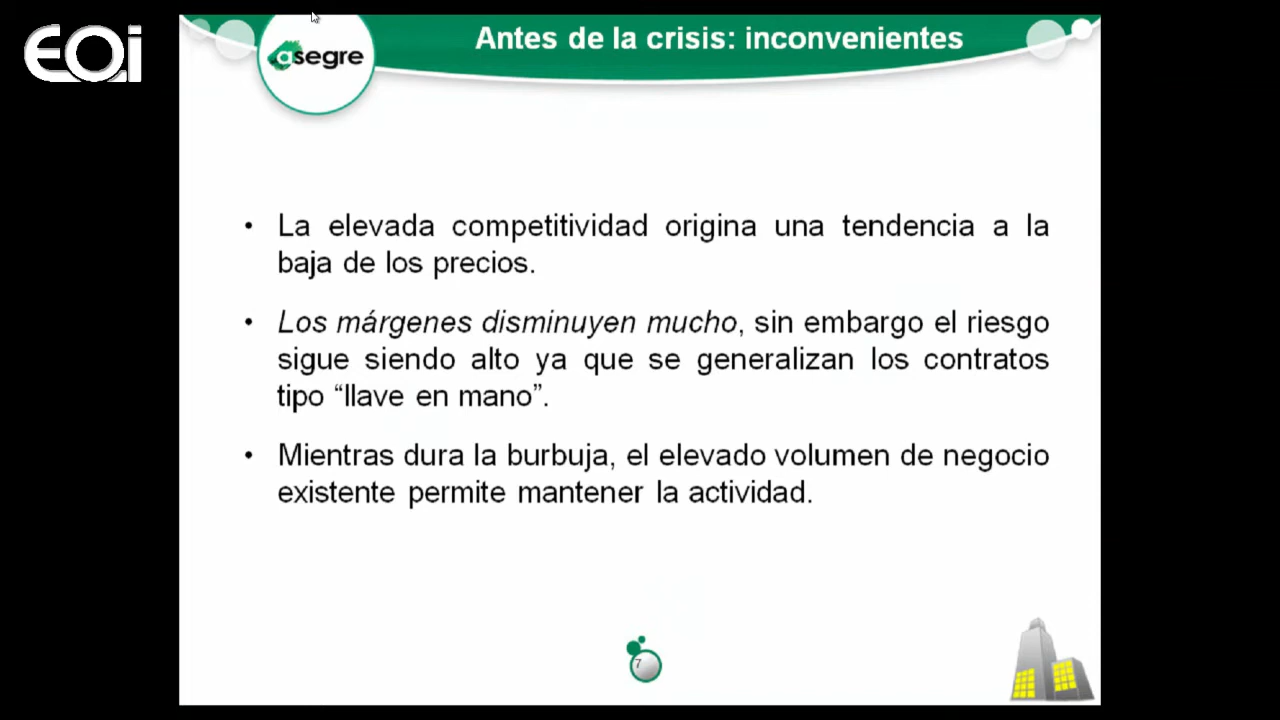 EOi
asegre
Antes de la crisis: inconvenientes
• La elevada competitividad origina una tendencia a la
baja de los precios.
• Los márgenes disminuyen mucho, sin embargo el riesgo
sigue siendo alto ya que se generalizan los contratos
tipo “llave en mano”.
• Mientras dura la burbuja, el elevado volumen de negocio
existente permite mantener la actividad.
7